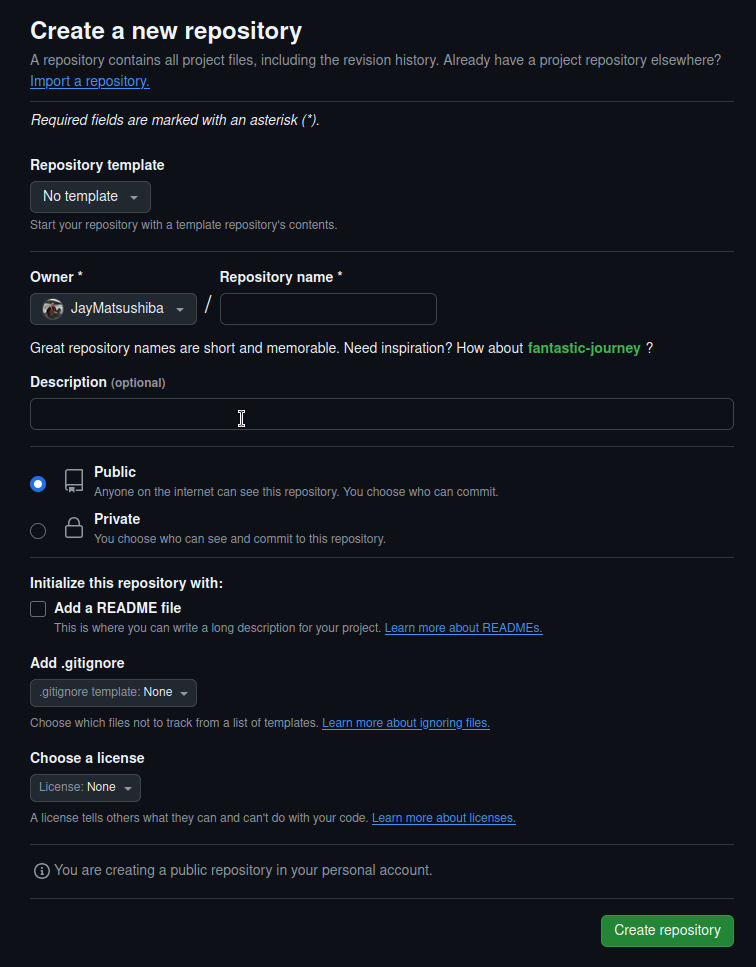 Create a new repository
A repository contains all project files, including the revision history. Already have a project repository elsewhere?
Import a repository.
Required fields are marked with an asterisk (*).
Repository template
No template
Start your repository with a template repository's contents.
Owner * Repository name *
JayMatsushiba /
Great repository names are short and memorable. Need inspiration? How about fantastic-journey ?
Description (optional)
Public
Anyone on the internet can see this repository. You choose who can commit.
Private
You choose who can see and commit to this repository.
Initialize this repository with:
Add a README file
This is where you can write a long description for your project. Learn more about READMEs.
Add .gitignore
.gitignore template: None
Choose which files not to track from a list of templates. Learn more about ignoring files.
Choose a license
License: None
A license tells others what they can and can't do with your code. Learn more about licenses.
You are creating a public repository in your personal account.
Create repository